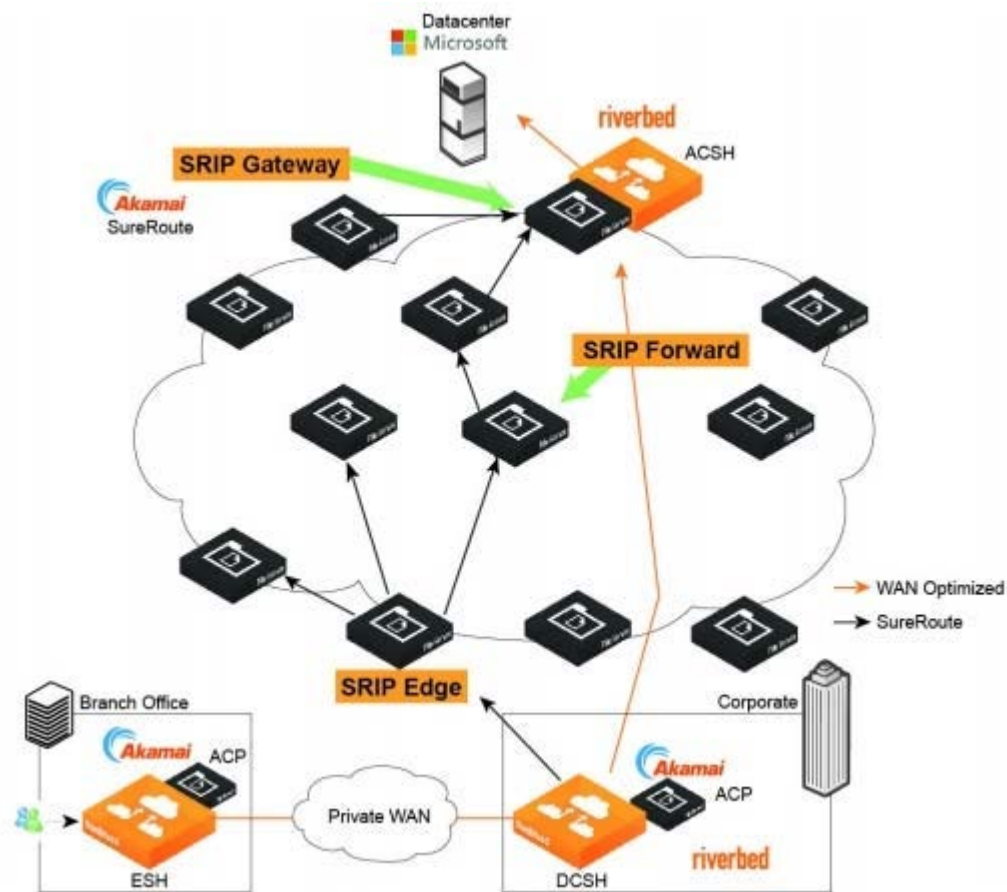 Datacenter
Microsoft
riverbed
ACSH
SRIP Gateway
Akamai
SureRoute
SRIP Forward
WAN Optimized
SureRoute
SRIP Edge
Branch Office
Corporate
Akamai
ACP
Akamai
ACP
Private WAN
riverbed
ESH
DCSH